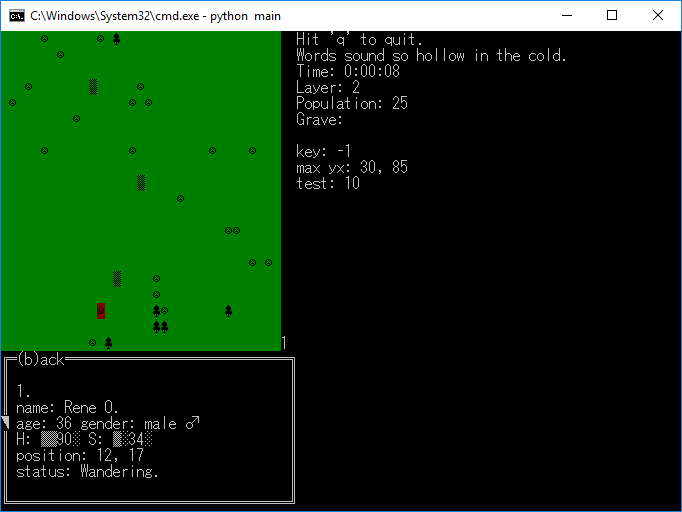 C:\Windows\System32\cmd.exe - python  main
Hit 'q' to quit.
Words sound so hollow in the cold.
Time: 0:00:08
Layer: 2
Population: 25
Grave:
key: -1
max yx: 30, 85
test: 10
1
(b)ack
1.
name: Rene O.
age: 36 gender: male ♂
H: ▒▒90░ S: ▒░34░
position: 12, 17
status: Wandering.